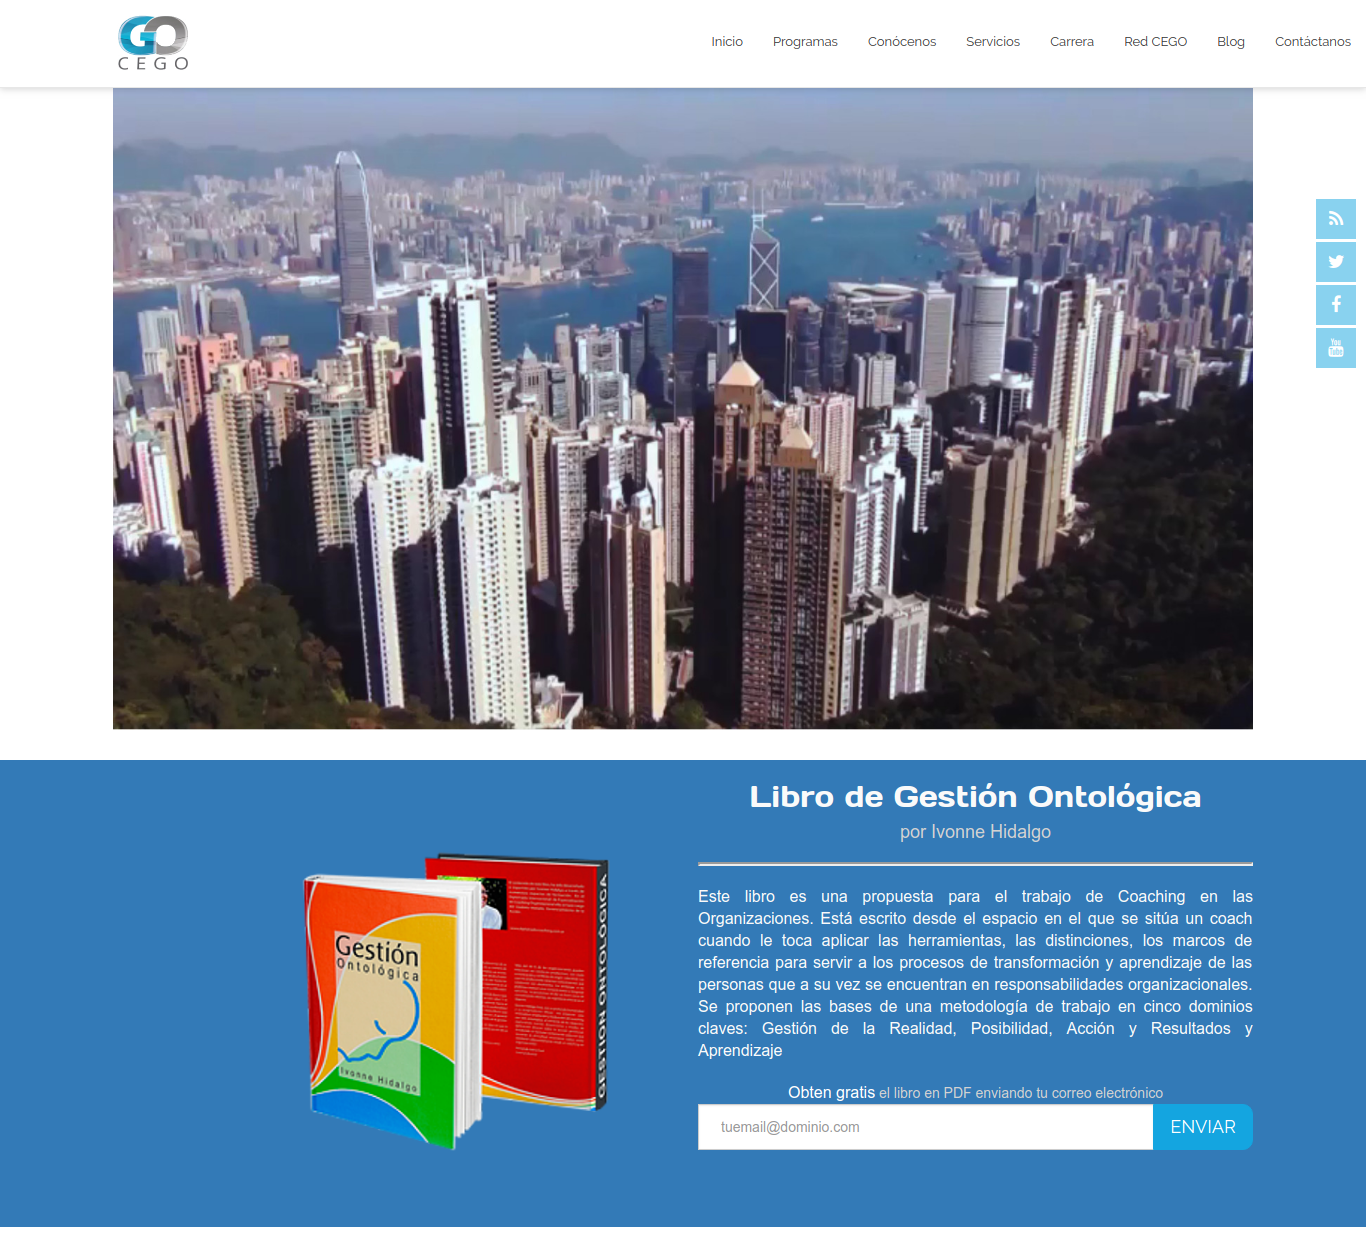 GO
CEGO
Inicio Programas Conócenos Servicios Carrera Red CEGO Blog Contáctanos
You
Tube
Libro de Gestión Ontológica
por Ivonne Hidalgo
Este libro es una propuesta para el trabajo de Coaching en las
Organizaciones. Está escrito desde el espacio en el que se sitúa un coach
cuando le toca aplicar las herramientas, las distinciones, los marcos de
referencia para servir a los procesos de transformación y aprendizaje de las
personas que a su vez se encuentran en responsabilidades organizacionales.
Se proponen las bases de una metodología de trabajo en cinco dominios
claves: Gestión de la Realidad, Posibilidad, Acción y Resultados y
Aprendizaje
Gestión
Ontológica
Ivonne Hidalgo
GESTIÓN ONTOLÓGICA
Obten gratis el libro en PDF enviando tu correo electrónico
tuemail@dominio.com
ENVIAR